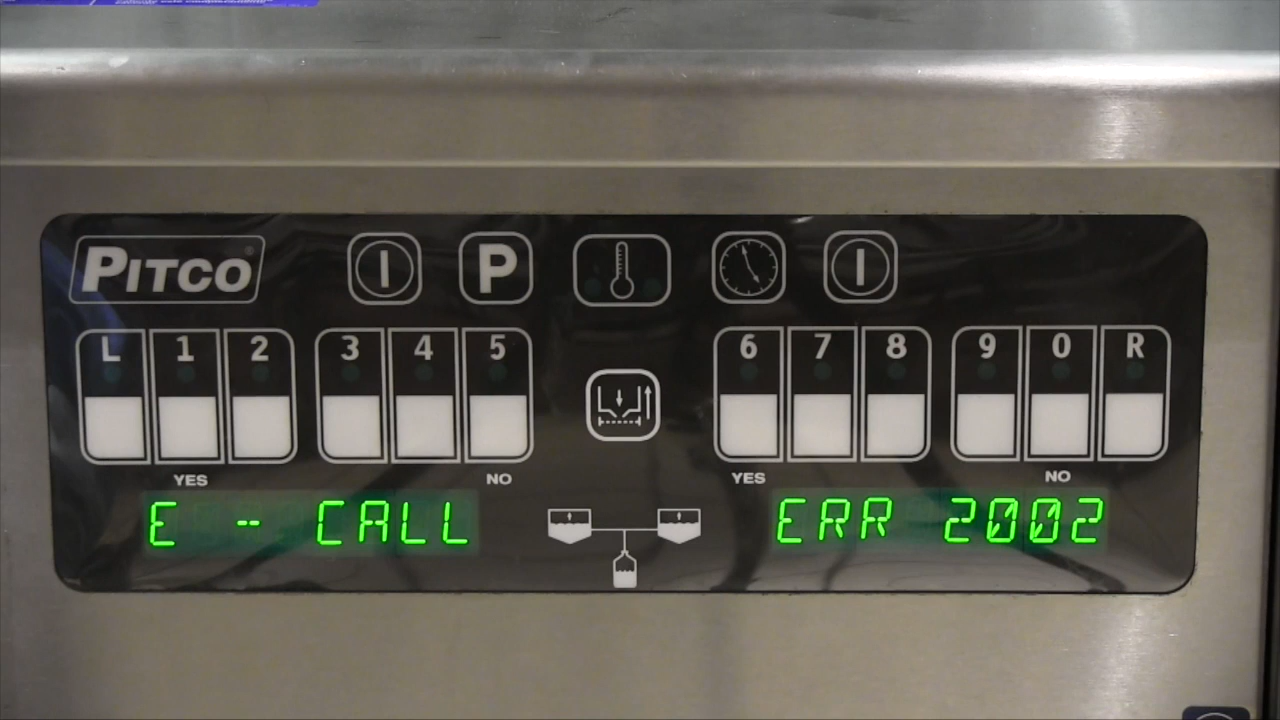 PITCO ®
P
L 1 2 3 4 5 6 7 8 9 0 R
YES NO YES NO
E - CALL ERR 2002